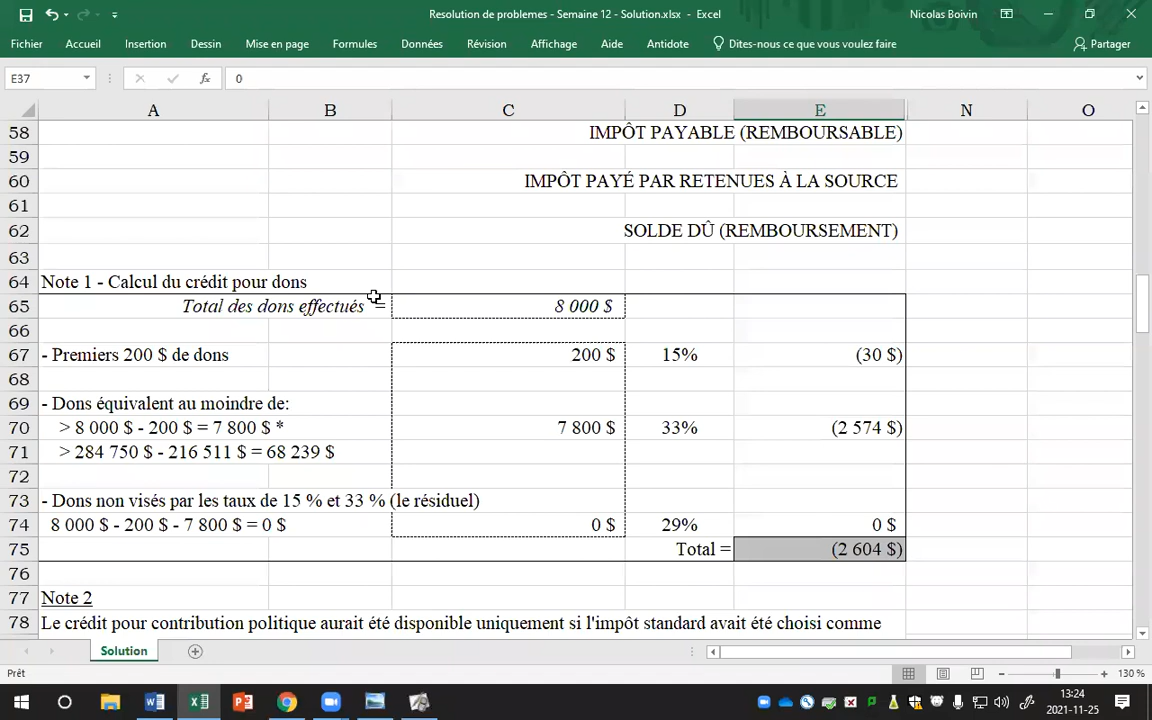 Resolution de problemes - Semaine 12 - Solution.xlsx - Excel
Nicolas Boivin
Fichier Accueil Insertion Dessin Mise en page Formules Données Révision Affichage Aide Antidote Dites-nous ce que vous voulez faire Partager
E37 fx 0
A B C D E N O
58 IMPÔT PAYABLE (REMBOURSABLE)
59
60 IMPÔT PAYÉ PAR RETENUES À LA SOURCE
61
62 SOLDE DÛ (REMBOURSEMENT)
63
64 Note 1 - Calcul du crédit pour dons
65 Total des dons effectués = 8 000 $
66
67 - Premiers 200 $ de dons 200 $ 15% (30 $)
68
69 - Dons équivalent au moindre de:
70 > 8 000 $ - 200 $ = 7 800 $ * 7 800 $ 33% (2 574 $)
71 > 284 750 $ - 216 511 $ = 68 239 $
72
73 - Dons non visés par les taux de 15 % et 33 % (le résiduel)
74 8 000 $ - 200 $ - 7 800 $ = 0 $ 0 $ 29% 0 $
75 Total = (2 604 $)
76
77 Note 2
78 Le crédit pour contribution politique aurait été disponible uniquement si l'impôt standard avait été choisi comme
Solution
Prêt 130 %
13:24
2021-11-25